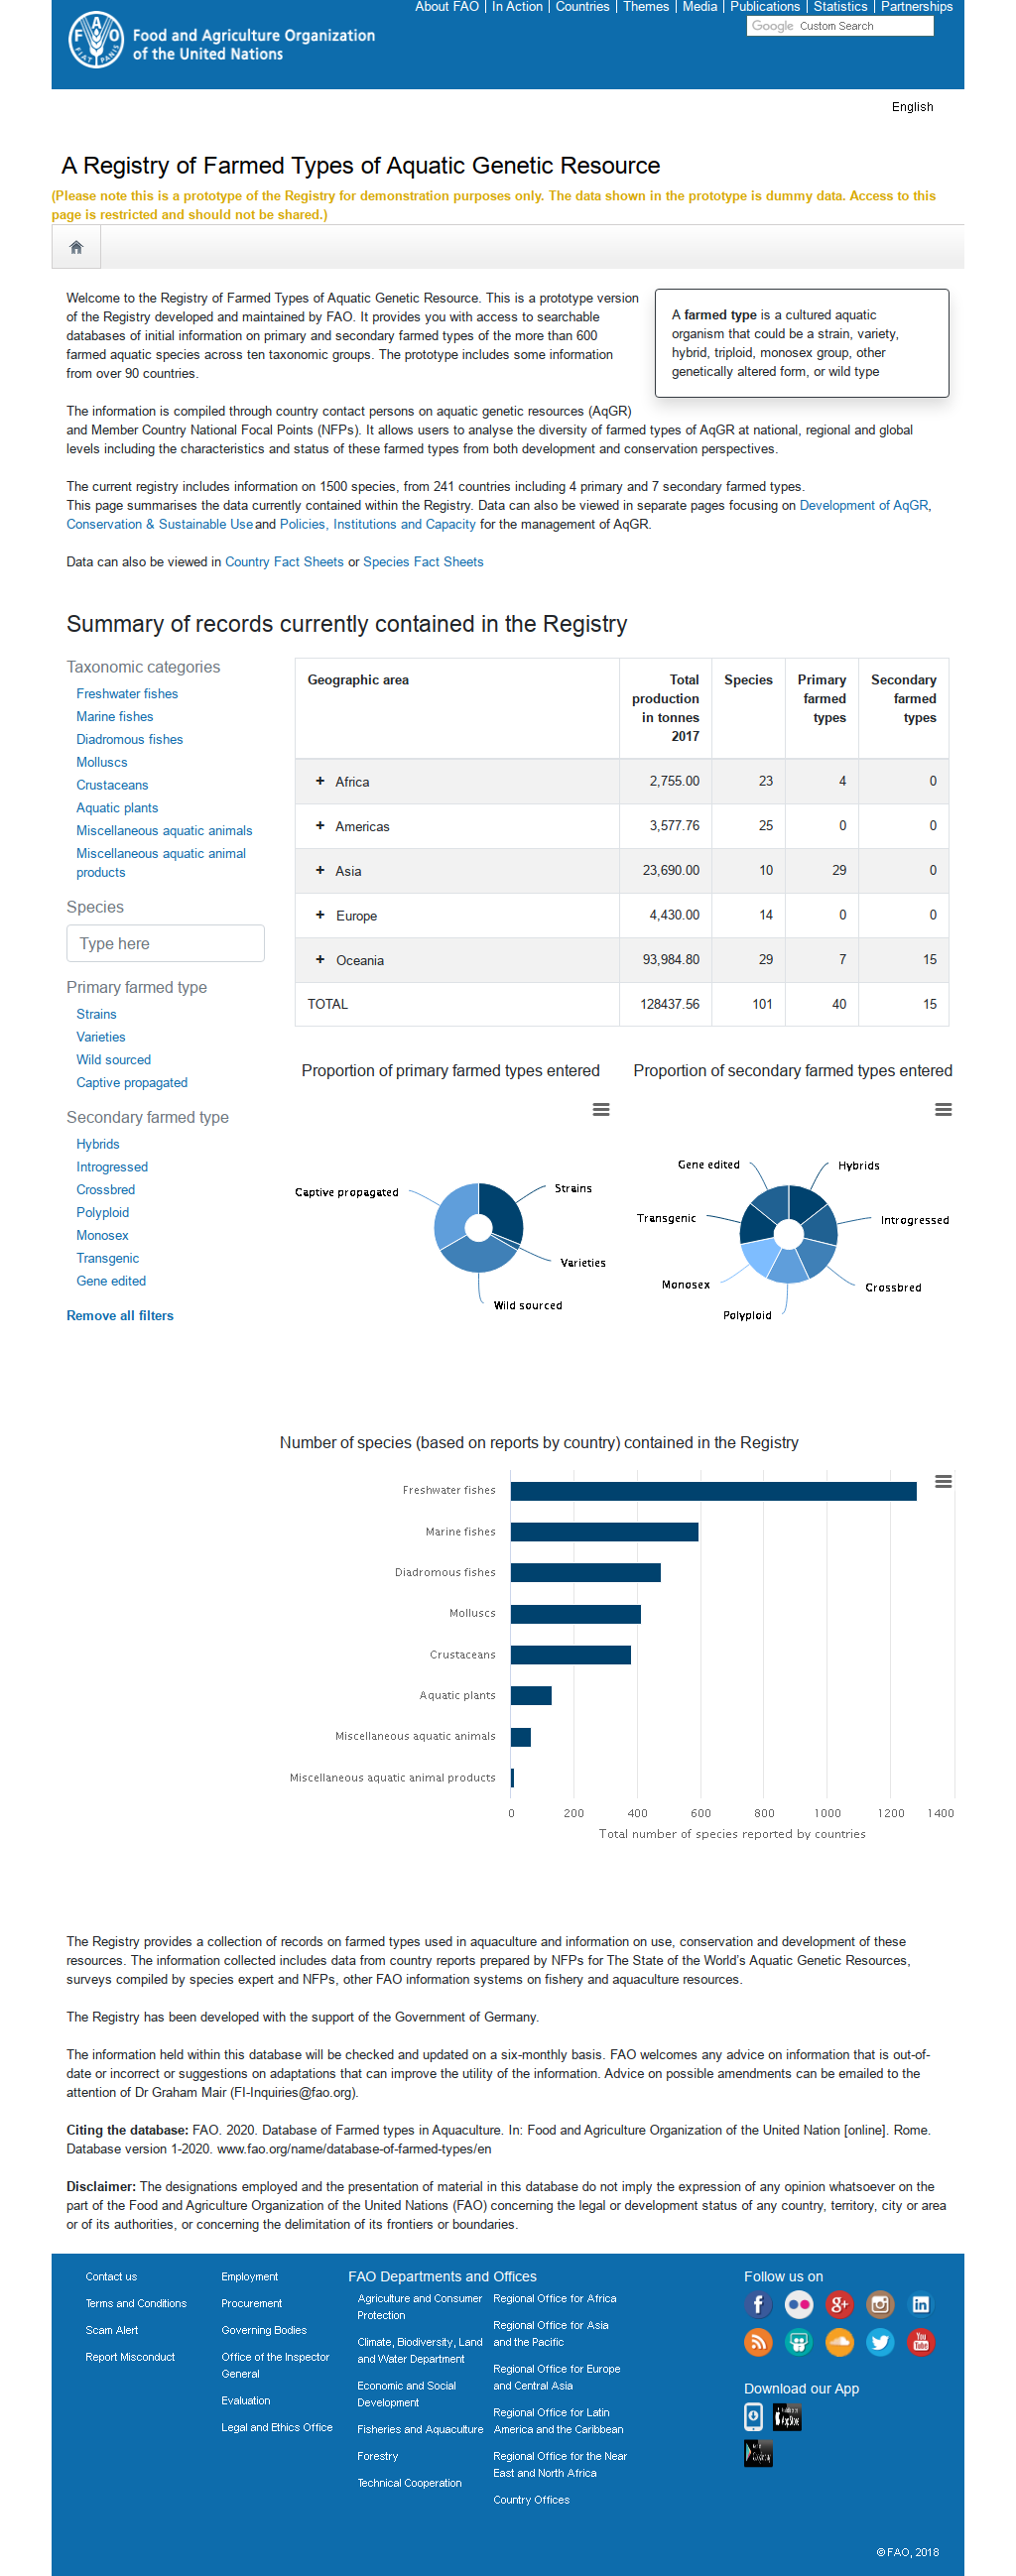 About FAO | In Action | Countries | Themes | Media | Publications | Statistics | Partnerships
Food and Agriculture Organization
of the United Nations
Google Custom Search
English
A Registry of Farmed Types of Aquatic Genetic Resource
(Please note this is a prototype of the Registry for demonstration purposes only. The data shown in the prototype is dummy data. Access to this
page is restricted and should not be shared.)
Welcome to the Registry of Farmed Types of Aquatic Genetic Resource. This is a prototype version
of the Registry developed and maintained by FAO. It provides you with access to searchable
databases of initial information on primary and secondary farmed types of the more than 600
farmed aquatic species across ten taxonomic groups. The prototype includes some information
from over 90 countries.
A farmed type is a cultured aquatic
organism that could be a strain, variety,
hybrid, triploid, monosex group, other
genetically altered form, or wild type
The information is compiled through country contact persons on aquatic genetic resources (AqGR)
and Member Country National Focal Points (NFPs). It allows users to analyse the diversity of farmed types of AqGR at national, regional and global
levels including the characteristics and status of these farmed types from both development and conservation perspectives.
The current registry includes information on 1500 species, from 241 countries including 4 primary and 7 secondary farmed types.
This page summarises the data currently contained within the Registry. Data can also be viewed in separate pages focusing on Development of AqGR,
Conservation & Sustainable Use and Policies, Institutions and Capacity for the management of AqGR.
Data can also be viewed in Country Fact Sheets or Species Fact Sheets
Summary of records currently contained in the Registry
Taxonomic categories
Freshwater fishes
Marine fishes
Diadromous fishes
Molluscs
Crustaceans
Aquatic plants
Miscellaneous aquatic animals
Miscellaneous aquatic animal
products
Species
Type here
Primary farmed type
Strains
Varieties
Wild sourced
Captive propagated
Secondary farmed type
Hybrids
Introgressed
Crossbred
Polyploid
Monosex
Transgenic
Gene edited
Remove all filters
Geographic area Total production in tonnes 2017 Species Primary farmed types Secondary farmed types
+ Africa 2,755.00 23 4 0
+ Americas 3,577.76 25 0 0
+ Asia 23,690.00 10 29 0
+ Europe 4,430.00 14 0 0
+ Oceania 93,984.80 29 7 15
TOTAL 128437.56 101 40 15
Proportion of primary farmed types entered
Captive propagated
Strains
Varieties
Wild sourced
Proportion of secondary farmed types entered
Gene edited
Hybrids
Transgenic
Introgressed
Monosex
Crossbred
Polyploid
Number of species (based on reports by country) contained in the Registry
Freshwater fishes
Marine fishes
Diadromous fishes
Molluscs
Crustaceans
Aquatic plants
Miscellaneous aquatic animals
Miscellaneous aquatic animal products
0 200 400 600 800 1000 1200 1400
Total number of species reported by countries
The Registry provides a collection of records on farmed types used in aquaculture and information on use, conservation and development of these
resources. The information collected includes data from country reports prepared by NFPs for The State of the World's Aquatic Genetic Resources,
surveys compiled by species expert and NFPs, other FAO information systems on fishery and aquaculture resources.
The Registry has been developed with the support of the Government of Germany.
The information held within this database will be checked and updated on a six-monthly basis. FAO welcomes any advice on information that is out-of-
date or incorrect or suggestions on adaptations that can improve the utility of the information. Advice on possible amendments can be emailed to the
attention of Dr Graham Mair (FI-Inquiries@fao.org).
Citing the database: FAO. 2020. Database of Farmed types in Aquaculture. In: Food and Agriculture Organization of the United Nation [online]. Rome.
Database version 1-2020. www.fao.org/name/database-of-farmed-types/en
Disclaimer: The designations employed and the presentation of material in this database do not imply the expression of any opinion whatsoever on the
part of the Food and Agriculture Organization of the United Nations (FAO) concerning the legal or development status of any country, territory, city or area
or of its authorities, or concerning the delimitation of its frontiers or boundaries.
Contact us
Terms and Conditions
Scam Alert
Report Misconduct
Employment
Procurement
Governing Bodies
Office of the Inspector
General
Evaluation
Legal and Ethics Office
FAO Departments and Offices
Agriculture and Consumer
Protection
Climate, Biodiversity, Land
and Water Department
Economic and Social
Development
Fisheries and Aquaculture
Forestry
Technical Cooperation
Regional Office for Africa
Regional Office for Asia
and the Pacific
Regional Office for Europe
and Central Asia
Regional Office for Latin
America and the Caribbean
Regional Office for the Near
East and North Africa
Country Offices
Follow us on
Download our App
© FAO, 2018